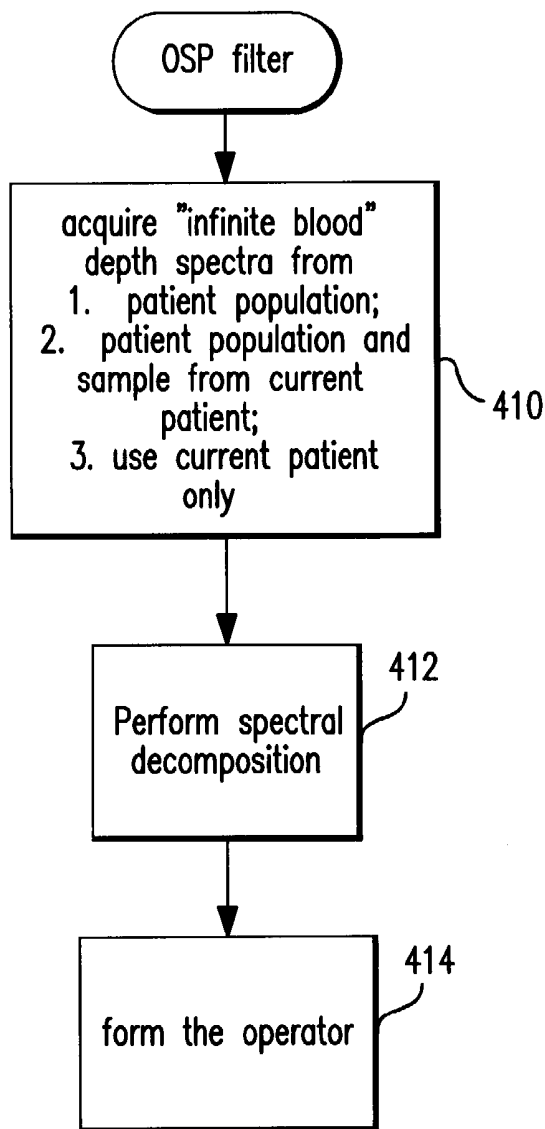 OSP filter
acquire "infinite blood"
depth spectra from
1. patient population;
2. patient population and
sample from current
patient;
3. use current patient
only
410
Perform spectral
decomposition
412
form the operator
414